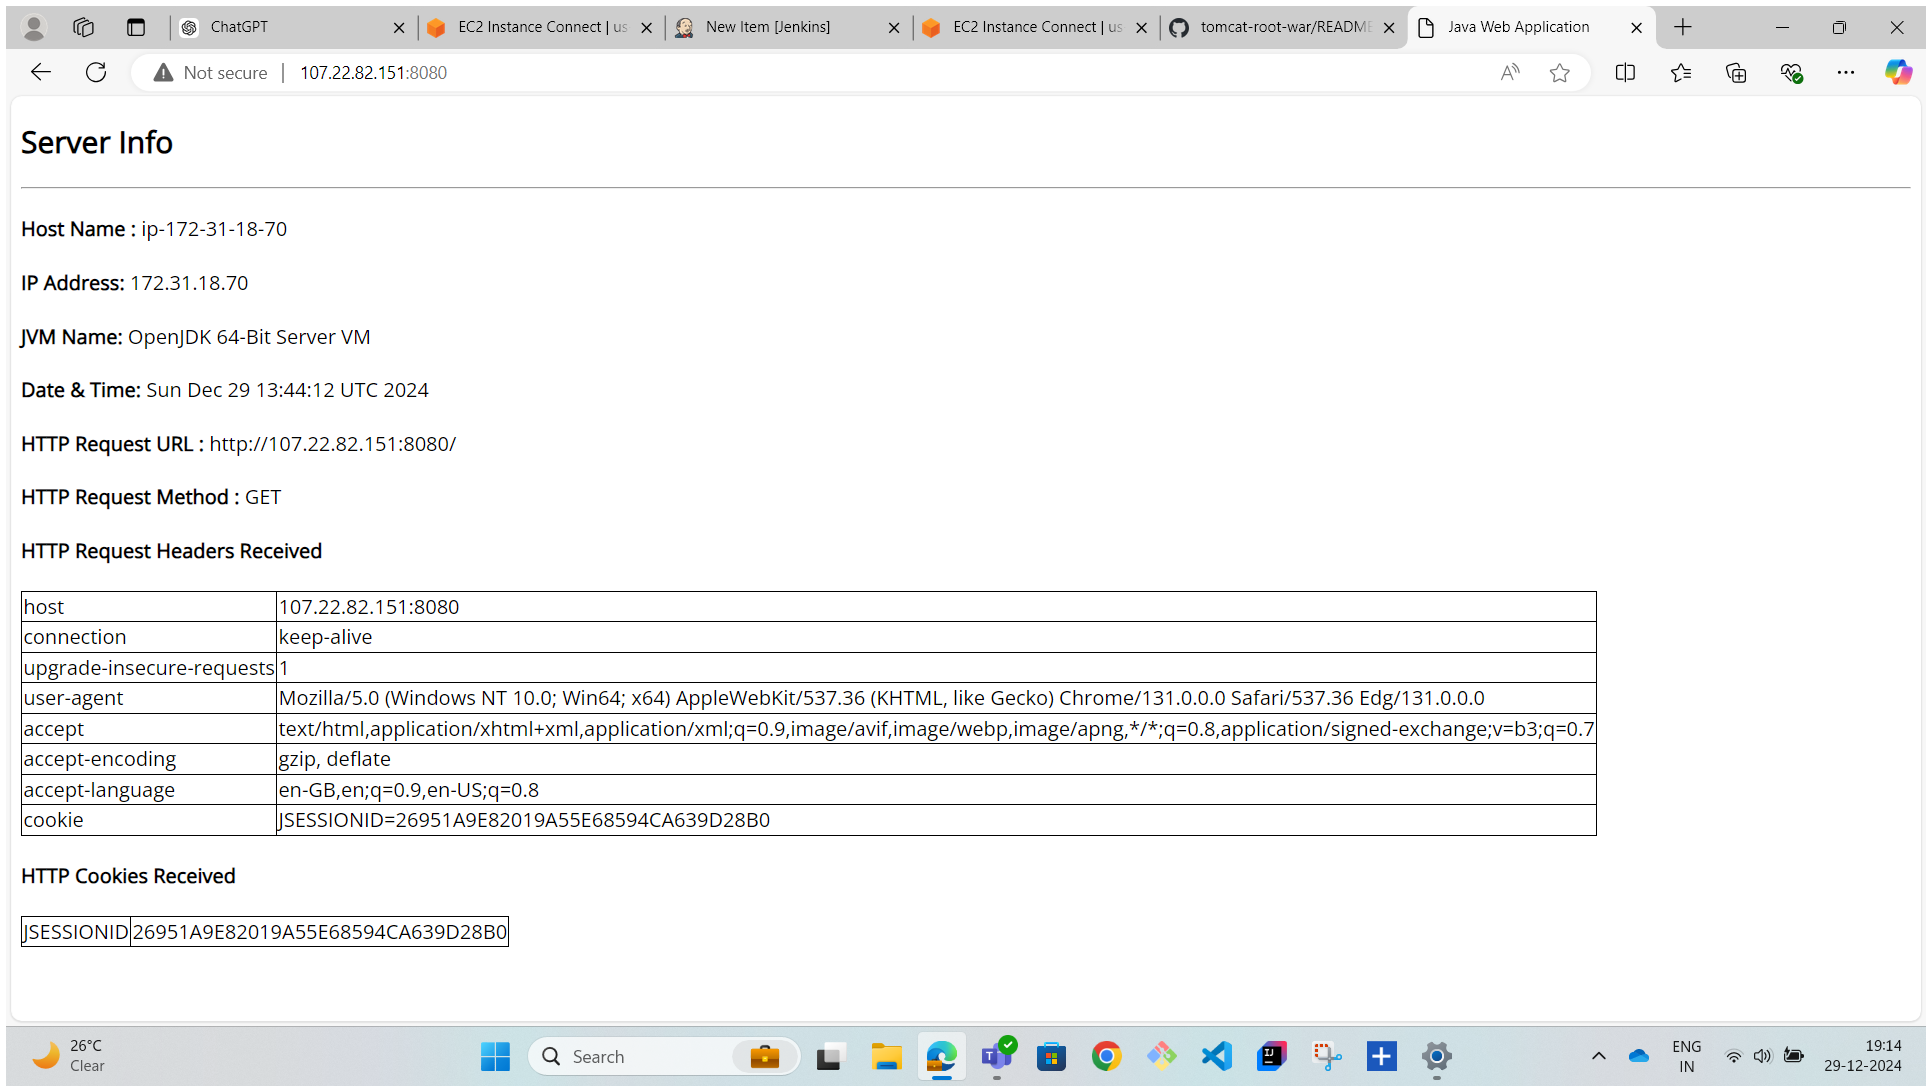 ChatGPT
EC2 Instance Connect | us
New Item [Jenkins]
EC2 Instance Connect | us
tomcat-root-war/README
Java Web Application
Not secure
107.22.82.151:8080
Server Info
Host Name : ip-172-31-18-70
IP Address: 172.31.18.70
JVM Name: OpenJDK 64-Bit Server VM
Date & Time: Sun Dec 29 13:44:12 UTC 2024
HTTP Request URL : http://107.22.82.151:8080/
HTTP Request Method : GET
HTTP Request Headers Received
host 107.22.82.151:8080
connection keep-alive
upgrade-insecure-requests 1
user-agent Mozilla/5.0 (Windows NT 10.0; Win64; x64) AppleWebKit/537.36 (KHTML, like Gecko) Chrome/131.0.0.0 Safari/537.36 Edg/131.0.0.0
accept text/html,application/xhtml+xml,application/xml;q=0.9,image/avif,image/webp,image/apng,*/*;q=0.8,application/signed-exchange;v=b3;q=0.7
accept-encoding gzip, deflate
accept-language en-GB,en;q=0.9,en-US;q=0.8
cookie JSESSIONID=26951A9E82019A55E68594CA639D28B0
HTTP Cookies Received
JSESSIONID 26951A9E82019A55E68594CA639D28B0
26°C
Clear
Search
ENG
IN
19:14
29-12-2024